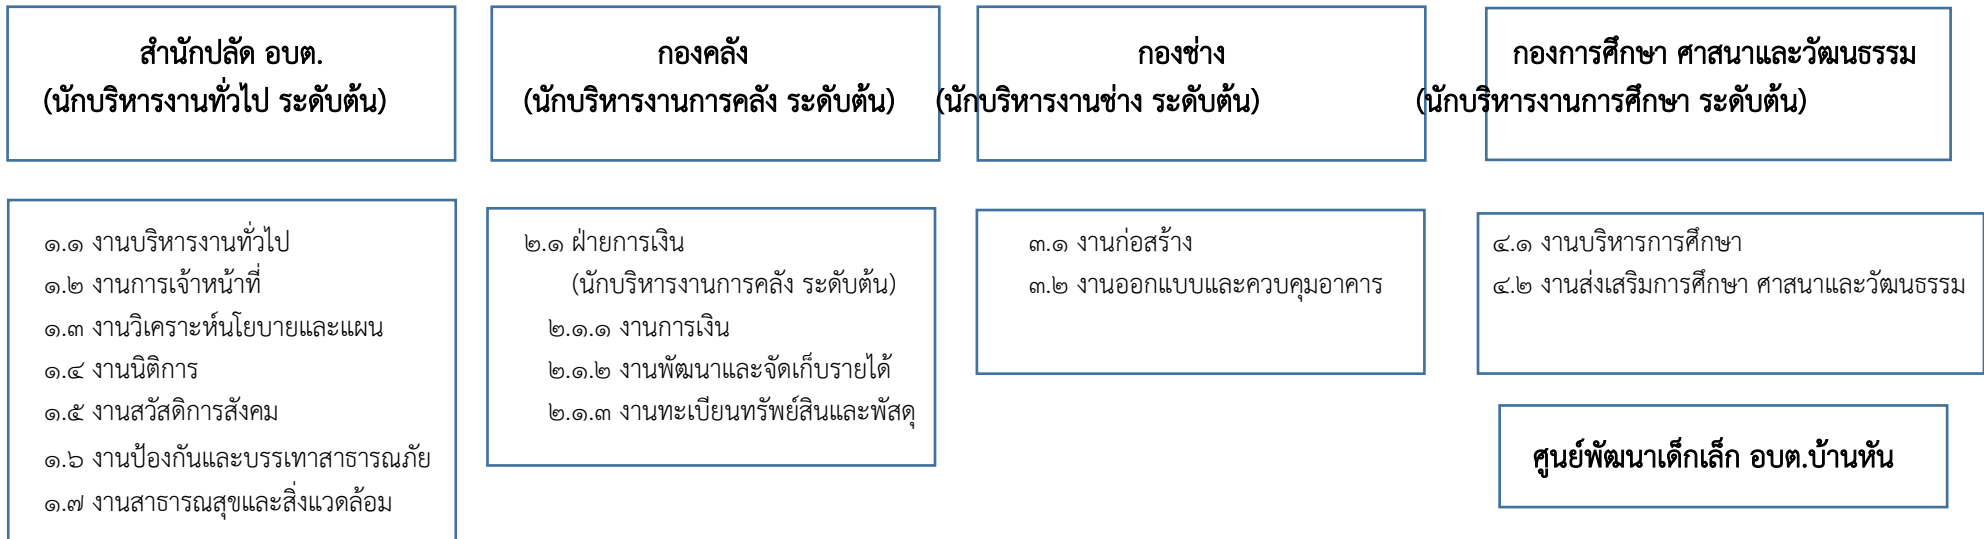 สำนักปลัด อบต.
(นักบริหารงานทั่วไป ระดับต้น)
กองคลัง
(นักบริหารงานการคลัง ระดับต้น)
กองช่าง
(นักบริหารงานช่าง ระดับต้น)
กองการศึกษา ศาสนาและวัฒนธรรม
(นักบริหารงานการศึกษา ระดับต้น)
๑.๑ งานบริหารงานทั่วไป
๑.๒ งานการเจ้าหน้าที่
๑.๓ งานวิเคราะห์นโยบายและแผน
๑.๔ งานนิติการ
๑.๕ งานสวัสดิการสังคม
๑.๖ งานป้องกันและบรรเทาสาธารณภัย
๑.๗ งานสาธารณสุขและสิ่งแวดล้อม
๒.๑ ฝ่ายการเงิน
(นักบริหารงานการคลัง ระดับต้น)
๒.๑.๑ งานการเงิน
๒.๑.๒ งานพัฒนาและจัดเก็บรายได้
๒.๑.๓ งานทะเบียนทรัพย์สินและพัสดุ
๓.๑ งานก่อสร้าง
๓.๒ งานออกแบบและควบคุมอาคาร
๔.๑ งานบริหารการศึกษา
๔.๒ งานส่งเสริมการศึกษา ศาสนาและวัฒนธรรม
ศูนย์พัฒนาเด็กเล็ก อบต.บ้านหัน